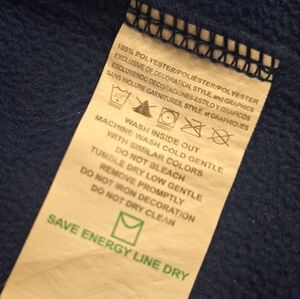 100% POLYESTER/POLIÉSTER/POLYESTER
EXCLUSIVE OF DECORATION, STYLE, and GRAPHICS
EXCLUYENDO DECORACIONES ESTILO Y GRAPHICS
SANS INCLURE GARNITURES, STYLE, et GRAPHIQUES
WASH INSIDE OUT
MACHINE WASH COLD GENTLE
WITH SIMILAR COLORS
DO NOT BLEACH
TUMBLE DRY LOW GENTLE
REMOVE PROMPTLY
DO NOT IRON DECORATION
DO NOT DRY CLEAN
SAVE ENERGY LINE DRY